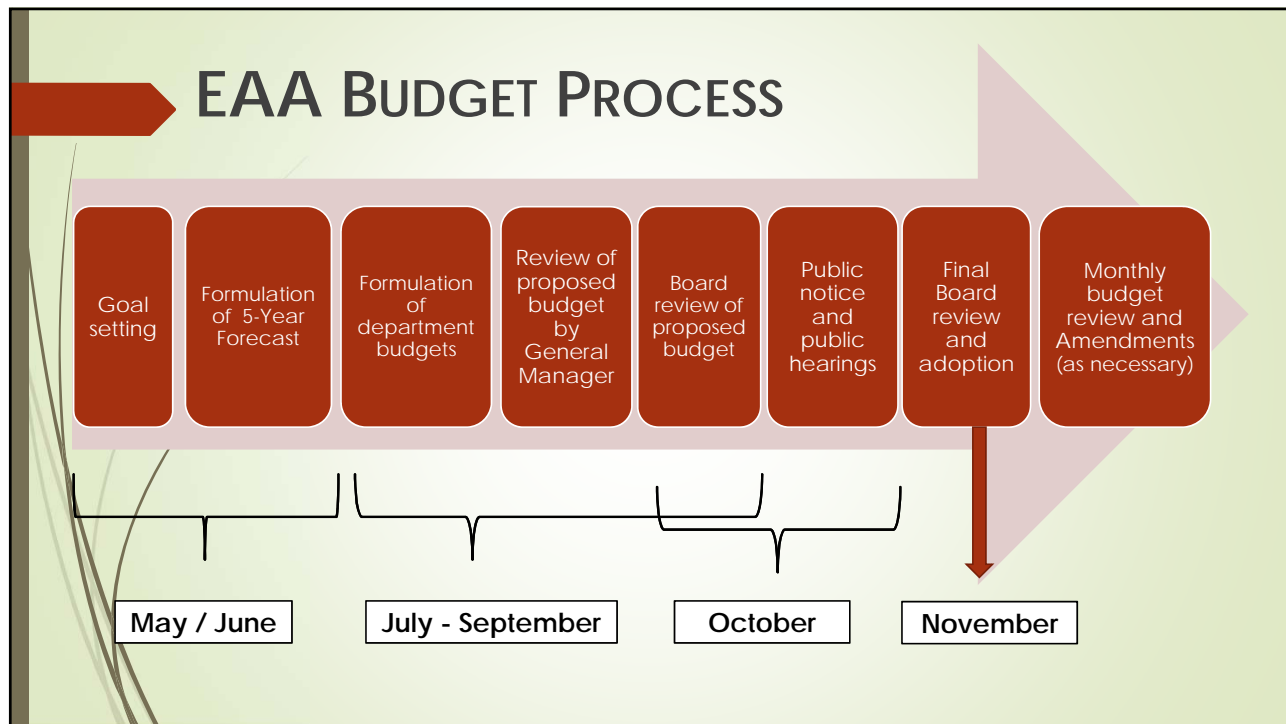 EAA BUDGET PROCESS
Goal
setting
Formulation
of 5-Year
Forecast
Formulation
of
department
budgets
Review of
proposed
budget
by
General
Manager
Board
review of
proposed
budget
Public
notice
and
public
hearings
Final
Board
review
and
adoption
Monthly
budget
review and
Amendments
(as necessary)
May / June
July - September
October
November